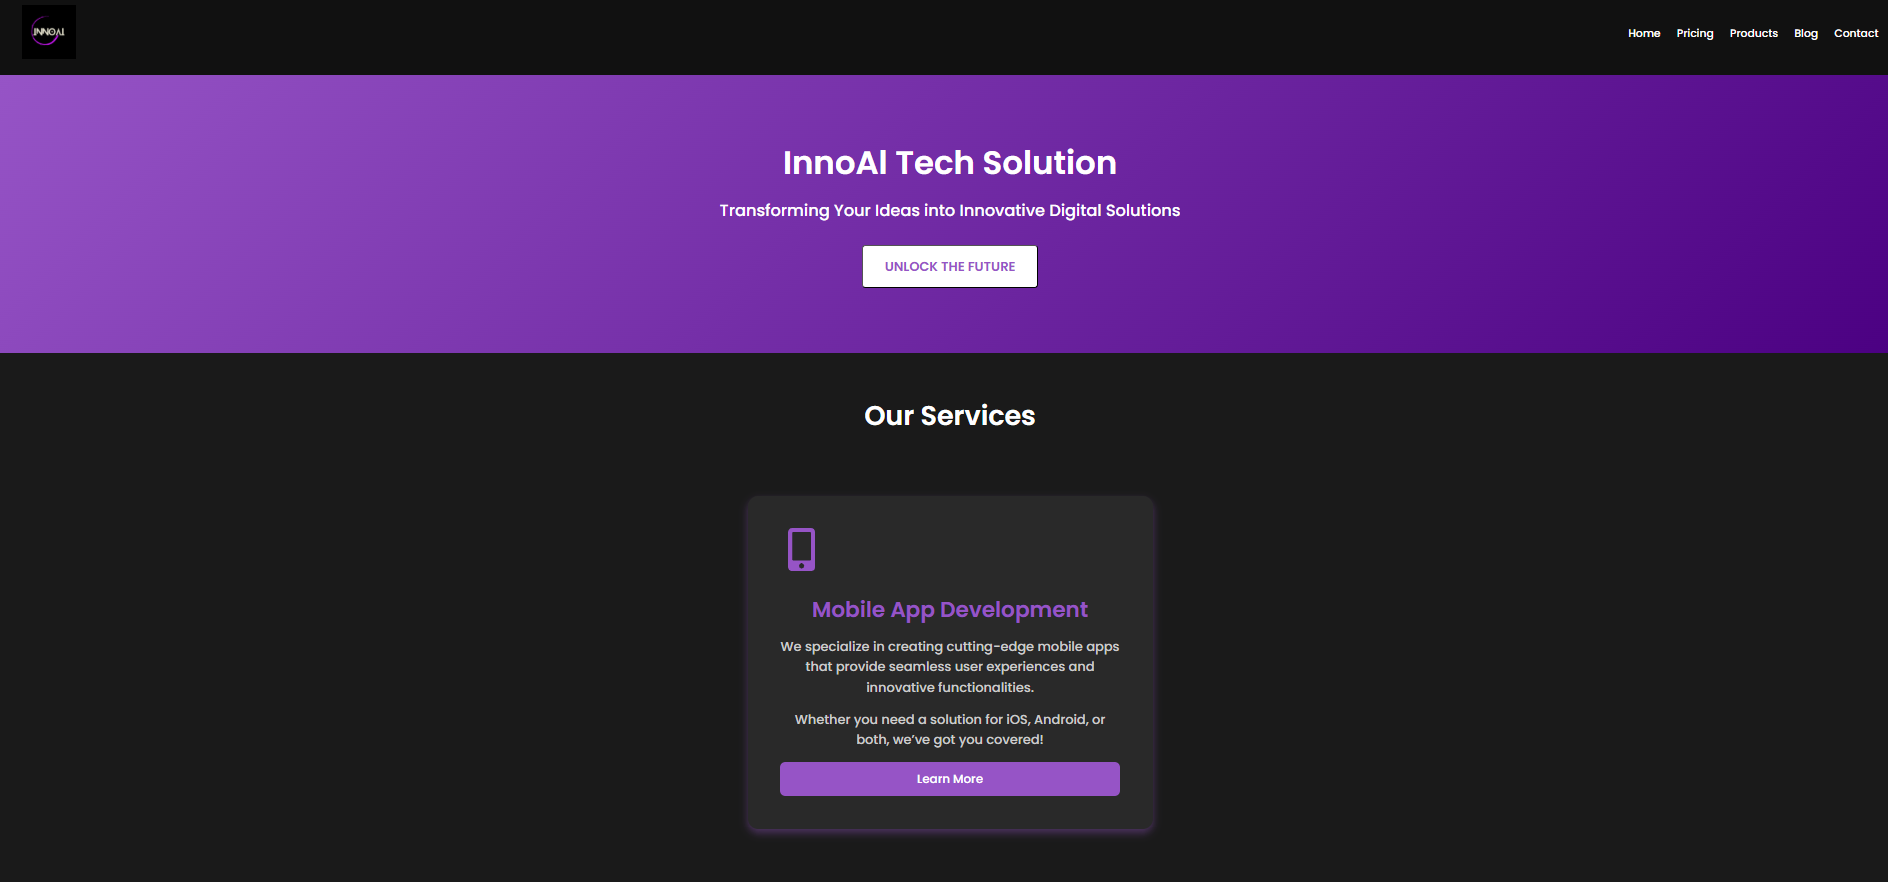 INNOAI
Home Pricing Products Blog Contact
InnoAI Tech Solution
Transforming Your Ideas into Innovative Digital Solutions
UNLOCK THE FUTURE
Our Services
Mobile App Development
We specialize in creating cutting-edge mobile apps
that provide seamless user experiences and
innovative functionalities.
Whether you need a solution for iOS, Android, or
both, we’ve got you covered!
Learn More